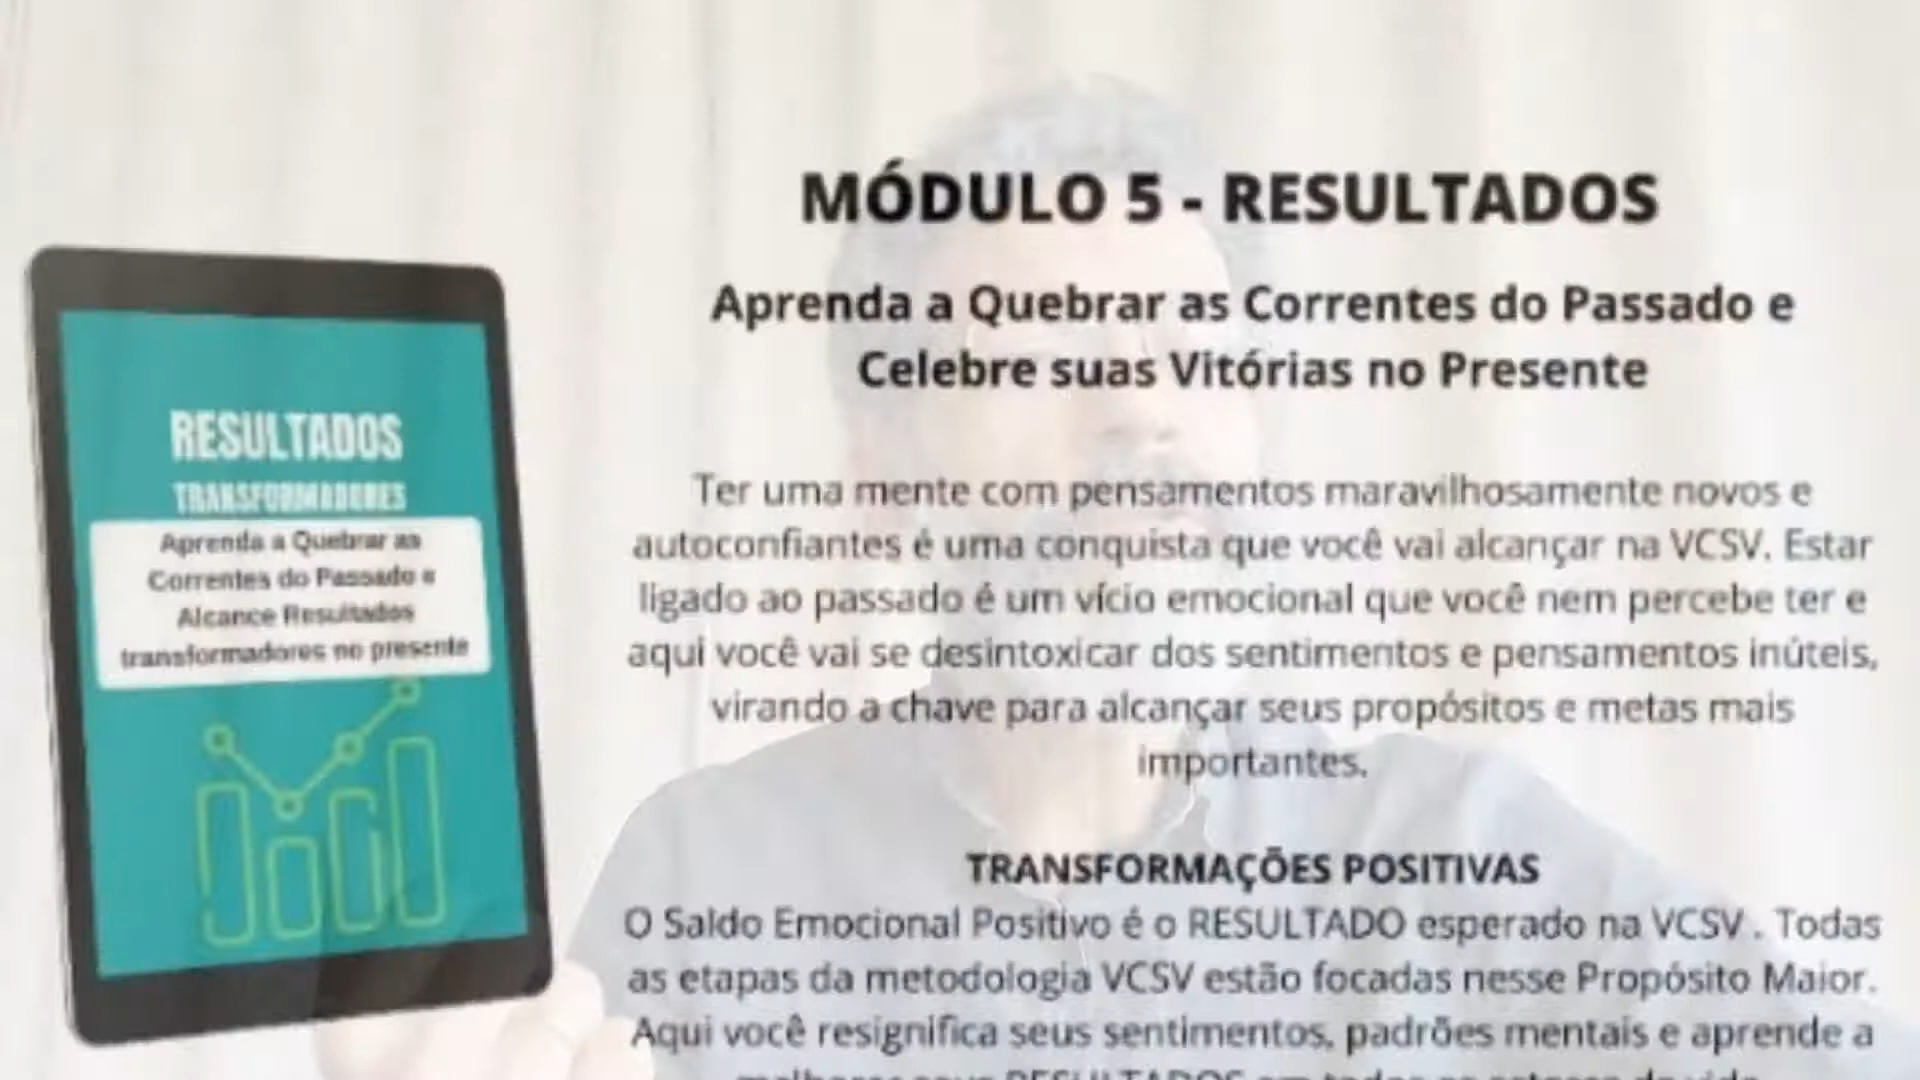 MÓDULO 5 - RESULTADOS
Aprenda a Quebrar as Correntes do Passado e
Celebre suas Vitórias no Presente
Ter uma mente com pensamentos maravilhosamente novos e
autoconfiantes é uma conquista que você vai alcançar na VCSV. Estar
ligado ao passado é um vício emocional que você nem percebe ter e
aqui você vai se desintoxicar dos sentimentos e pensamentos inúteis,
virando a chave para alcançar seus propósitos e metas mais
importantes.
TRANSFORMAÇÕES POSITIVAS
O Saldo Emocional Positivo é o RESULTADO esperado na VCSV . Todas
as etapas da metodologia VCSV estão focadas nesse Propósito Maior.
Aqui você resignifica seus sentimentos, padrões mentais e aprende a
RESULTADOS
TRANSFORMADORES
Aprenda a Quebrar as
Correntes do Passado e
Alcance Resultados
transformadores no presente